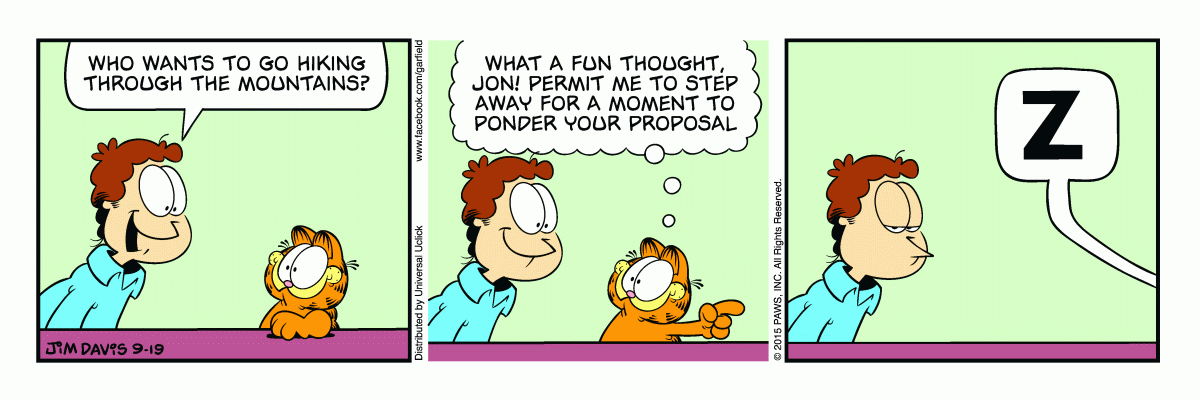 WHO WANTS TO GO HIKING
THROUGH THE MOUNTAINS?
JIM DAVIS 9-19
www.facebook.com/garfield
Distributed by Universal Uclick
WHAT A FUN THOUGHT,
JON! PERMIT ME TO STEP
AWAY FOR A MOMENT TO
PONDER YOUR PROPOSAL
© 2015 PAWS, INC. All Rights Reserved.
Z